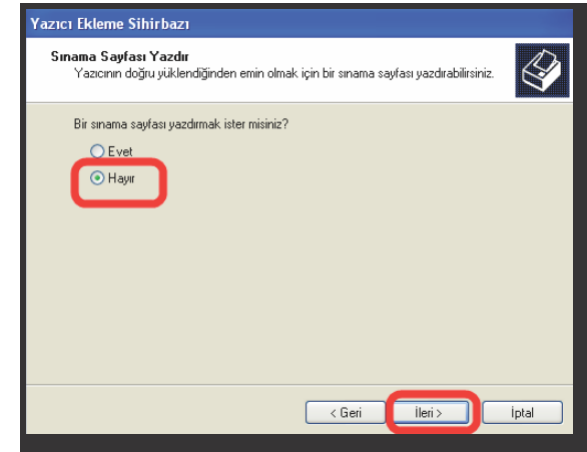 Yazıcı Ekleme Sihirbazı
Sınama Sayfası Yazdır
Yazıcının doğru yüklendiğinden emin olmak için bir sınama sayfası yazdırabilirsiniz.
Bir sınama sayfası yazdırmak ister misiniz?
Evet
Hayır
< Geri
İleri >
İptal